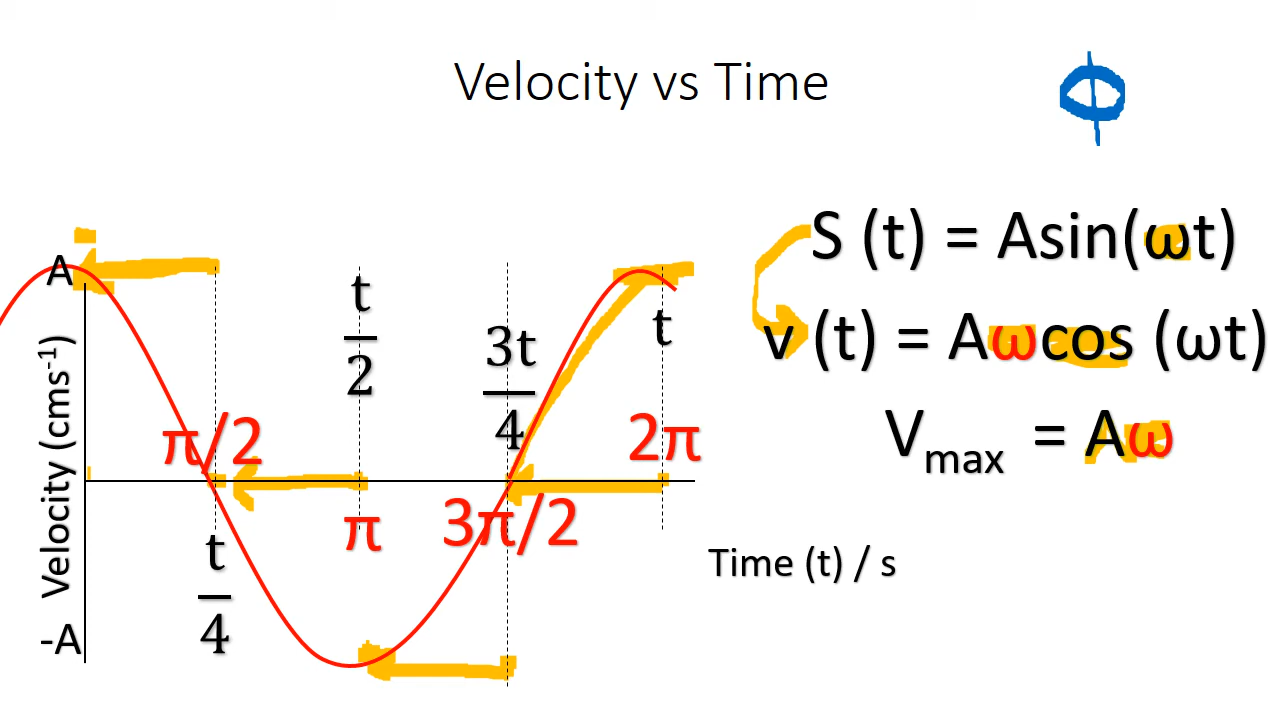 Velocity vs Time
Φ
S (t) = Asin(ωt)
v (t) = Aωcos (ωt)
Vmax = Aω
A
Velocity (cms-1)
-A
t
2
3t
4
t
π/2
2π
π
3π/2
t
4
Time (t) / s